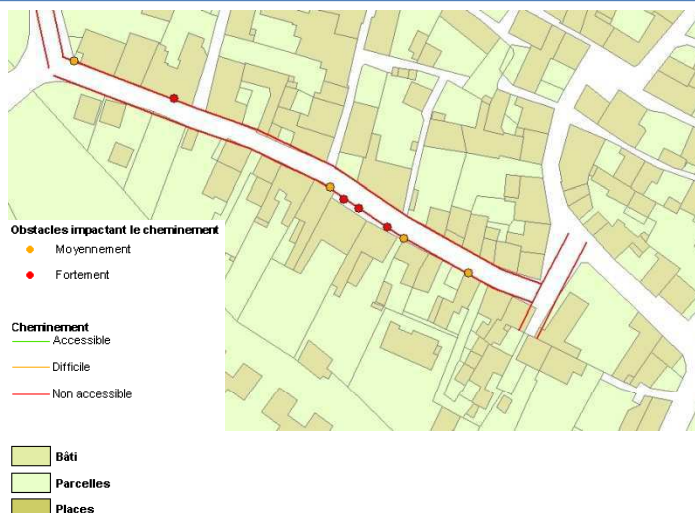 Obstacles impactant le cheminement
Moyennement
Fortement
Cheminement
Accessible
Difficile
Non accessible
Bâti
Parcelles
Places